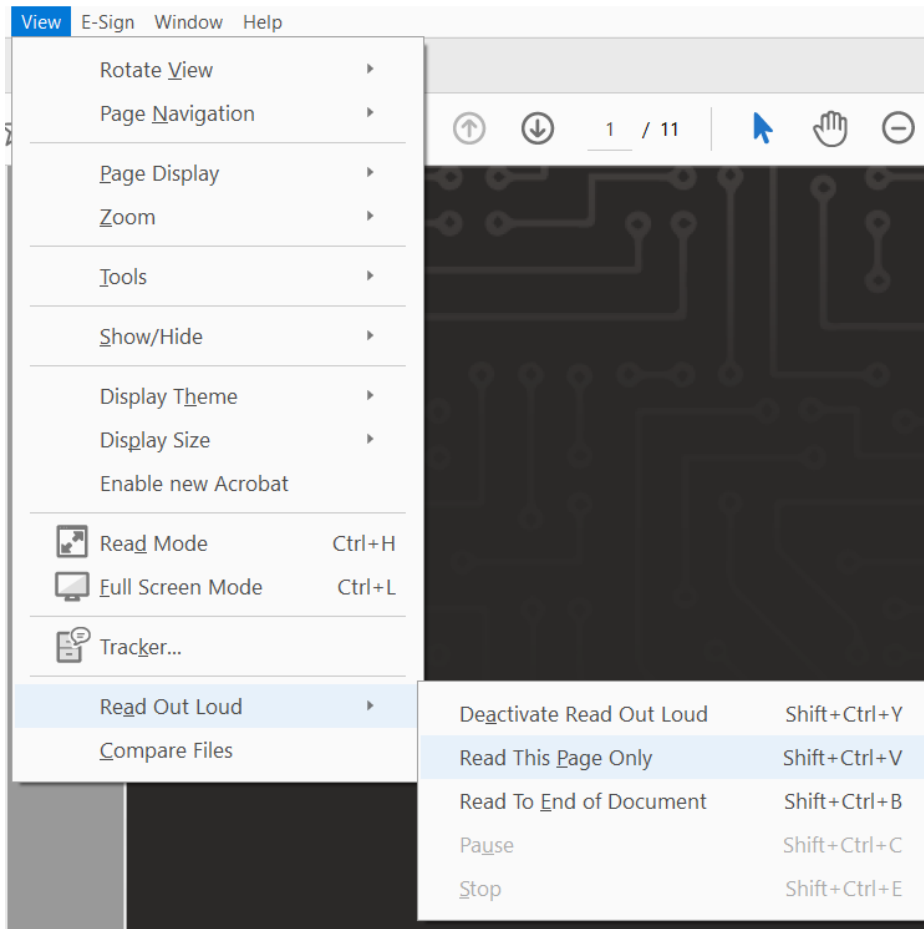 View E-Sign Window Help
1 / 11
Rotate View
Page Navigation
Page Display
Zoom
Tools
Show/Hide
Display Theme
Display Size
Enable new Acrobat
Read Mode Ctrl+H
Full Screen Mode Ctrl+L
Tracker...
Read Out Loud
Compare Files
Deactivate Read Out Loud Shift+Ctrl+Y
Read This Page Only Shift+Ctrl+V
Read To End of Document Shift+Ctrl+B
Pause Shift+Ctrl+C
Stop Shift+Ctrl+E